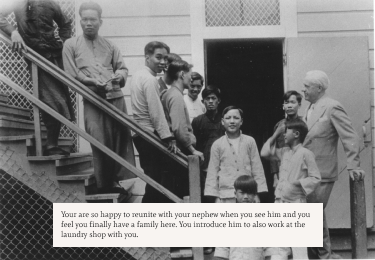 Your are so happy to reunite with your nephew when you see him and you
feel you finally have a family here. You introduce him to also work at the
laundry shop with you.